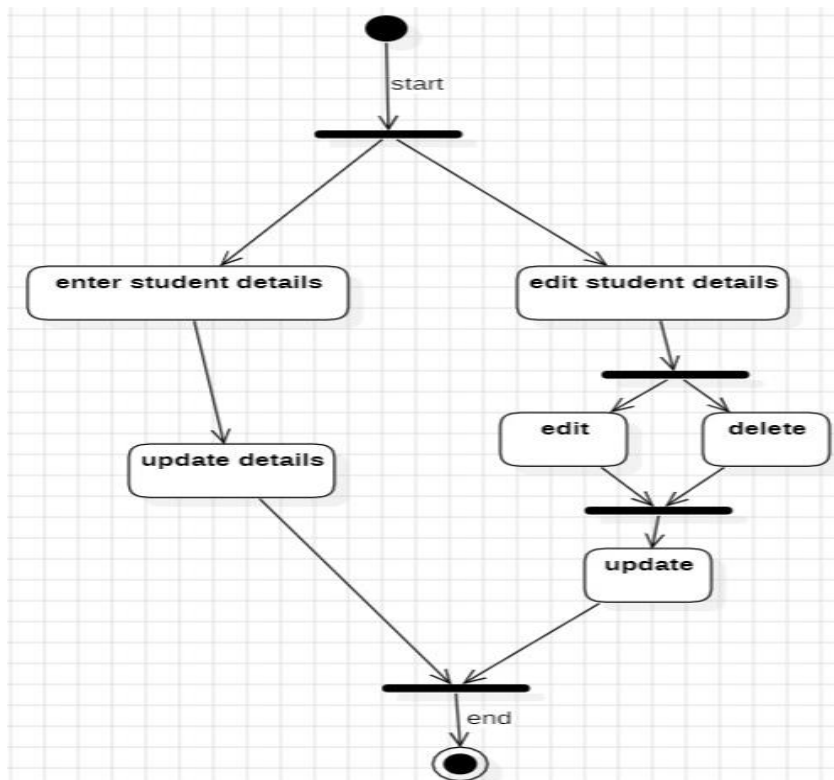 start
enter student details
edit student details
edit
delete
update details
update
end